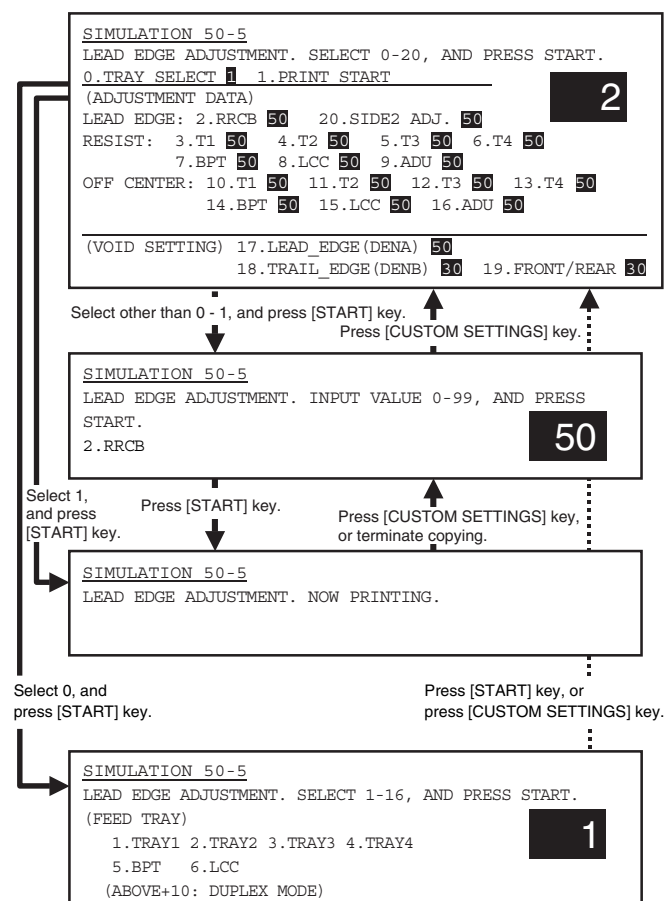 SIMULATION 50-5
LEAD EDGE ADJUSTMENT. SELECT 0-20, AND PRESS START.
0.TRAY SELECT 1 1.PRINT START
2
(ADJUSTMENT DATA)
LEAD EDGE: 2.RRCB 50 20.SIDE2 ADJ. 50
RESIST: 3.T1 50 4.T2 50 5.T3 50 6.T4 50
7.BPT 50 8.LCC 50 9.ADU 50
OFF CENTER: 10.T1 50 11.T2 50 12.T3 50 13.T4 50
14.BPT 50 15.LCC 50 16.ADU 50
(VOID SETTING) 17.LEAD_EDGE(DENA) 50
18.TRAIL_EDGE(DENB) 30 19.FRONT/REAR 30
Select other than 0 - 1, and press [START] key.
Press [CUSTOM SETTINGS] key.
SIMULATION 50-5
LEAD EDGE ADJUSTMENT. INPUT VALUE 0-99, AND PRESS
START.
2.RRCB
50
Select 1,
and press
[START] key.
Press [START] key.
Press [CUSTOM SETTINGS] key,
or terminate copying.
SIMULATION 50-5
LEAD EDGE ADJUSTMENT. NOW PRINTING.
Select 0, and
press [START] key.
Press [START] key, or
press [CUSTOM SETTINGS] key.
SIMULATION 50-5
LEAD EDGE ADJUSTMENT. SELECT 1-16, AND PRESS START.
(FEED TRAY)
1.TRAY1 2.TRAY2 3.TRAY3 4.TRAY4
5.BPT 6.LCC
(ABOVE+10: DUPLEX MODE)
1